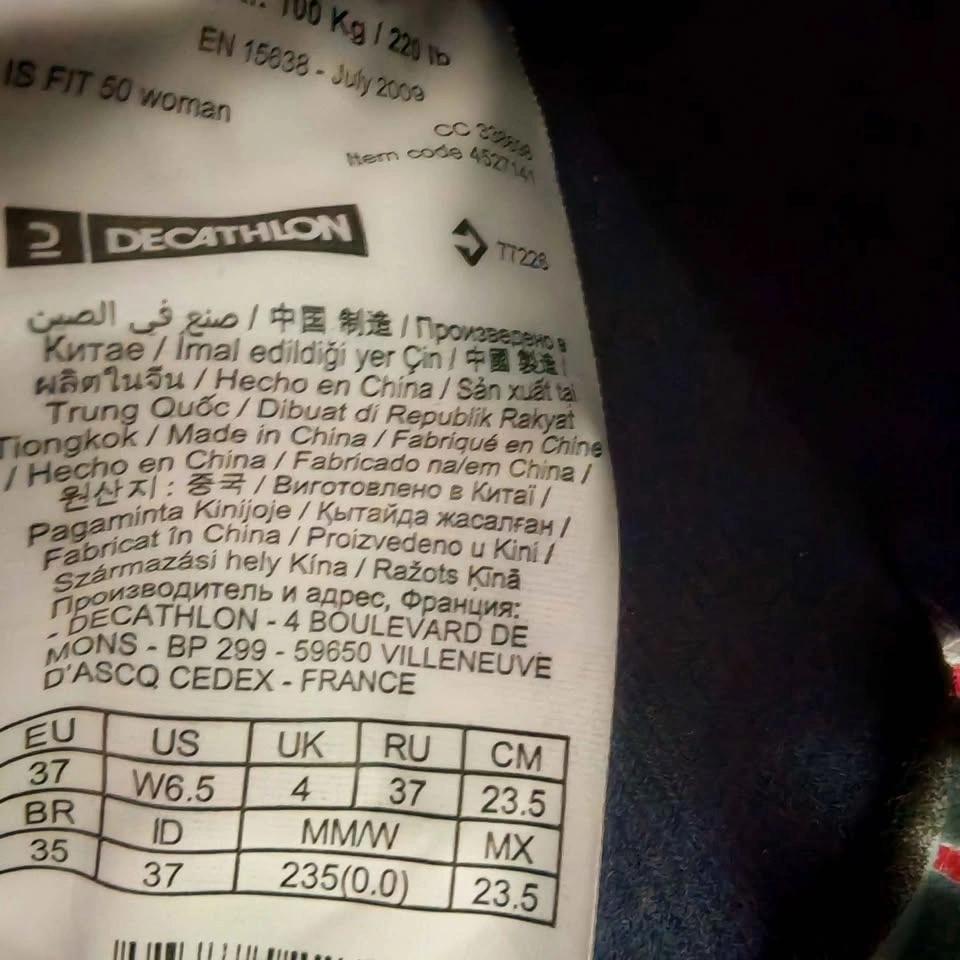 100 Kg / 220 lb
EN 15638 - July 2009
IS FIT 50 woman
CC
Item code 4527141
DECATHLON
77228
صنع في الصين / 中国 制造 / Произведено в
Китае / İmal edildiği yer Çin / 中國 製造 /
ผลิตในจีน / Hecho en China / Sản xuất tại
Trung Quốc / Dibuat di Republik Rakyat
Tiongkok / Made in China / Fabriqué en Chine
/ Hecho en China / Fabricado na/em China /
원산지 : 중국 / Виготовлено в Китаї /
Pagaminta Kinijoje / Қытайда жасалған /
Fabricat în China / Proizvedeno u Kini /
Származási hely Kína / Ražots Ķīnā
Производитель и адрес, Франция:
- DECATHLON - 4 BOULEVARD DE
MONS - BP 299 - 59650 VILLENEUVE
D'ASCQ CEDEX - FRANCE
EU US UK RU CM
37 W6.5 4 37 23.5
BR ID MM/W MX
35 37 235(0.0) 23.5